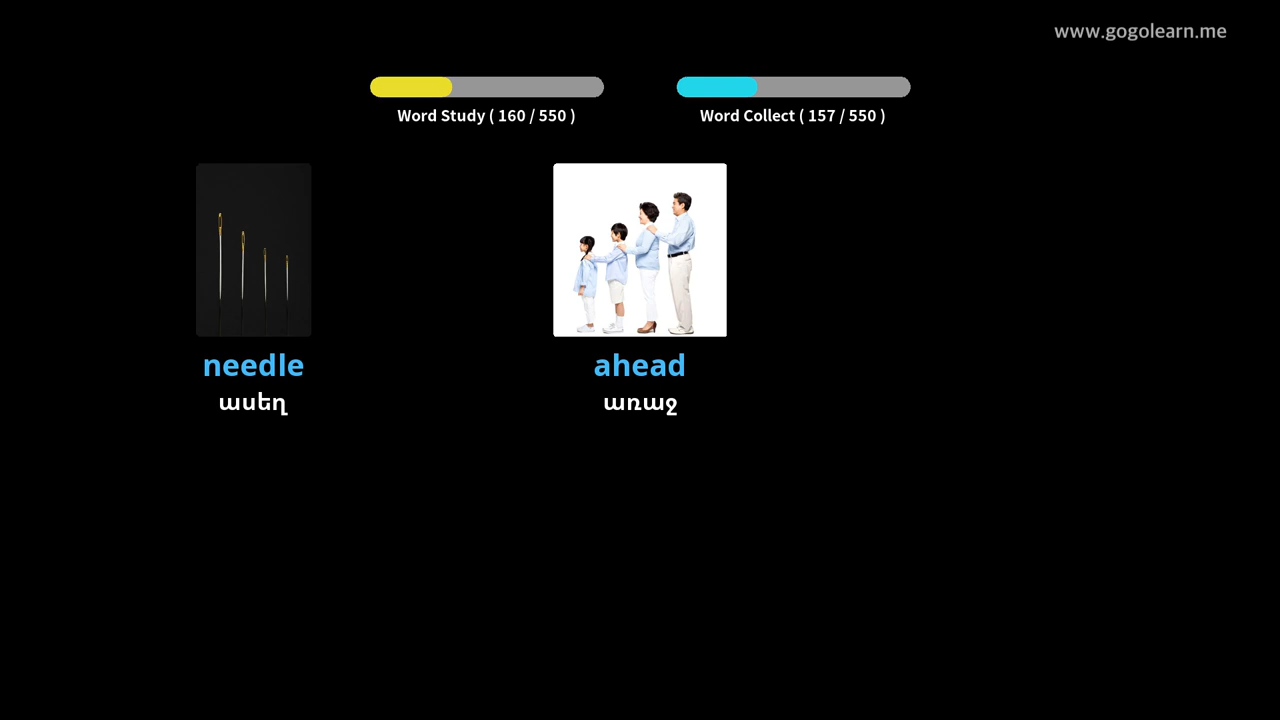 www.gogolearn.me
Word Study ( 160 / 550 )
Word Collect ( 157 / 550 )
needle
ասեղ
ahead
առաջ